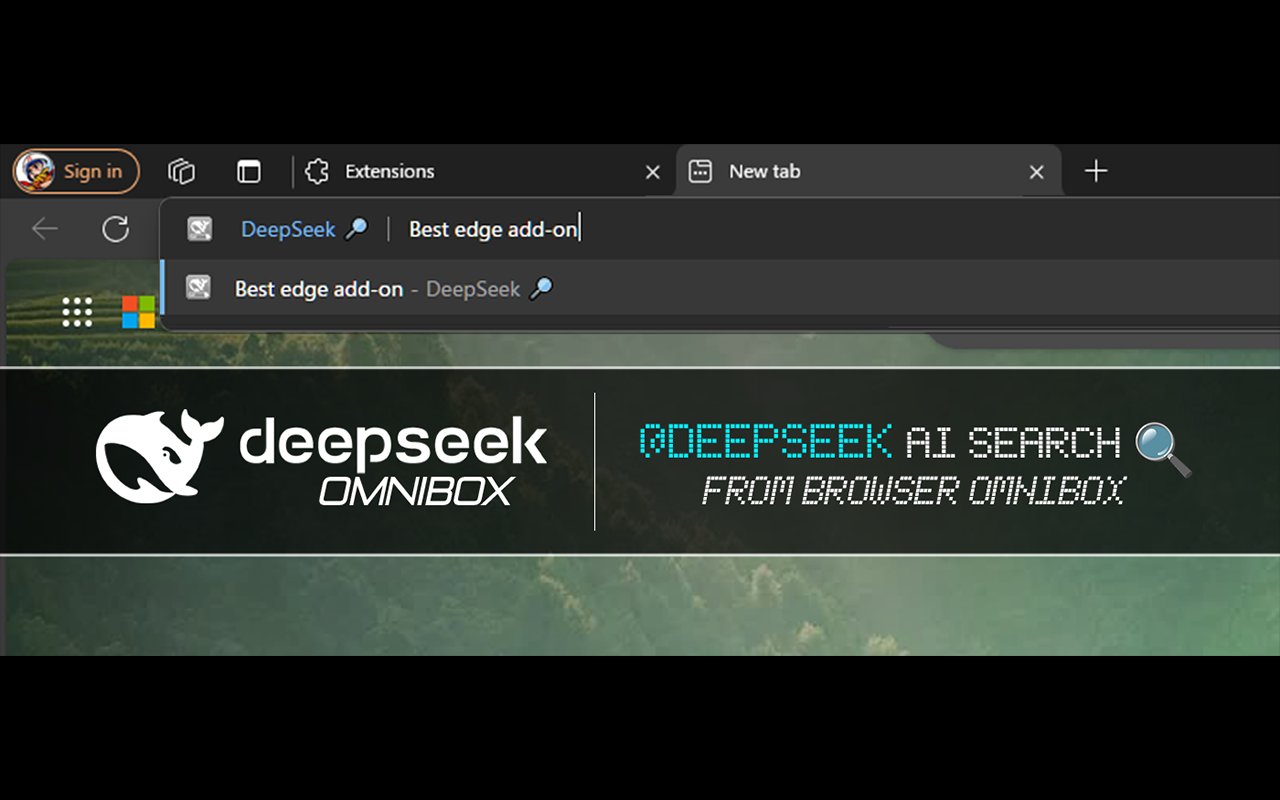 Sign in
Extensions
New tab
DeepSeek 🔎 | Best edge add-on
Best edge add-on - DeepSeek 🔎
deepseek
OMNIBOX
@DEEPSEEK AI SEARCH 🔍
FROM BROWSER OMNIBOX